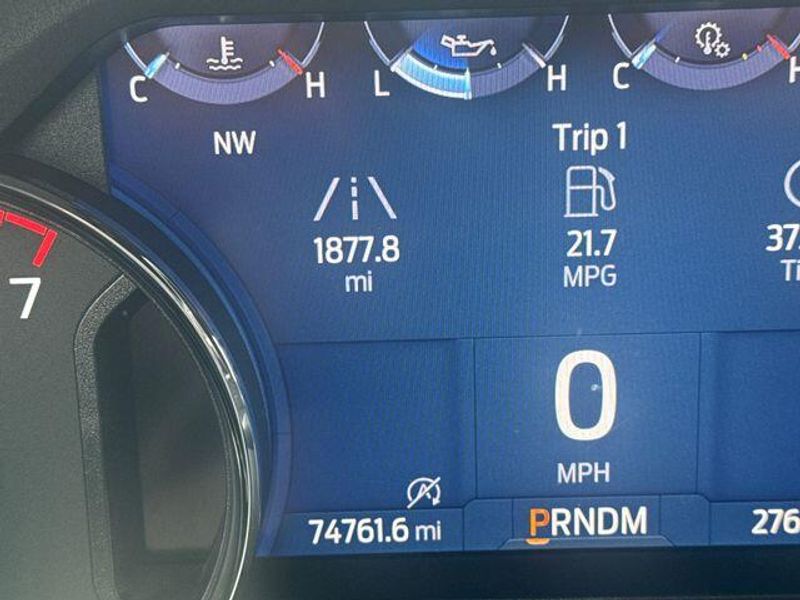 C H L H C H
NW
Trip 1
1877.8
mi
21.7
MPG
7
0
MPH
74761.6 mi
PRNDM